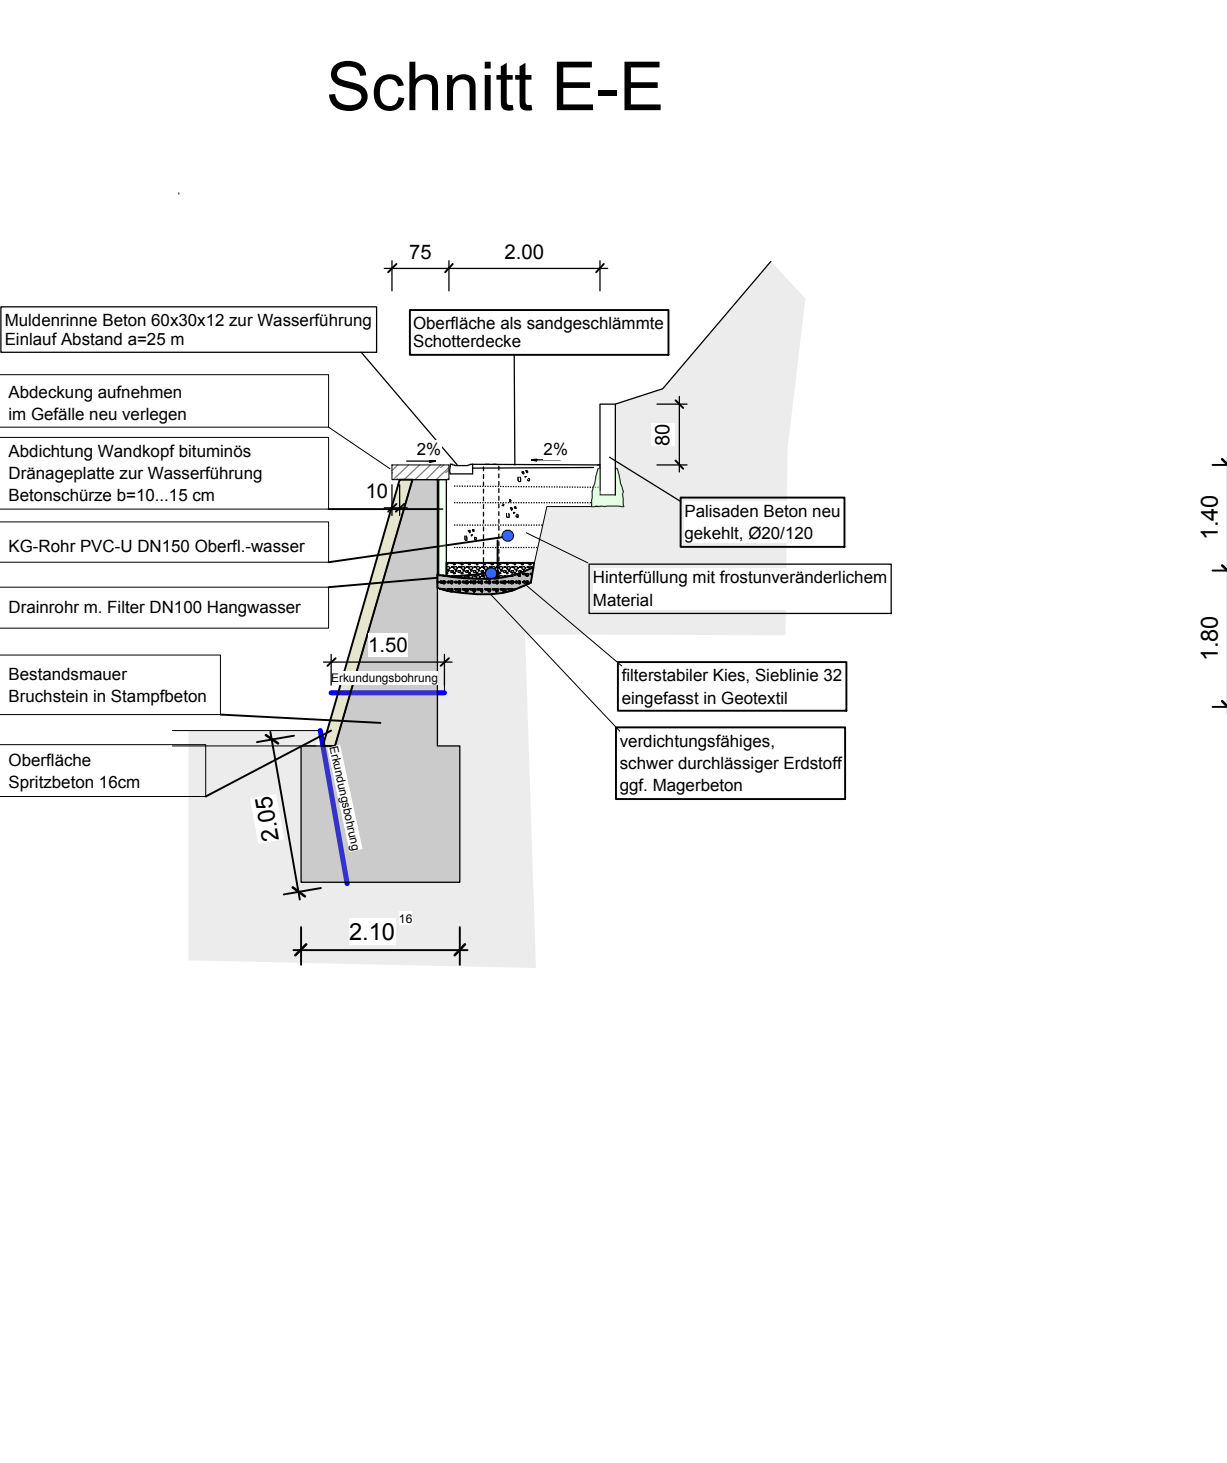 Schnitt E-E
75
2.00
Muldenrinne Beton 60x30x12 zur Wasserführung
Einlauf Abstand a=25 m
Oberfläche als sandgeschlämmte
Schotterdecke
Abdeckung aufnehmen
im Gefälle neu verlegen
80
2%
2%
Abdichtung Wandkopf bituminös
Dränageplatte zur Wasserführung
Betonschürze b=10...15 cm
10
Palisaden Beton neu
gekehlt, Ø20/120
1.40
KG-Rohr PVC-U DN150 Oberfl.-wasser
Hinterfüllung mit frostunveränderlichem
Material
Drainrohr m. Filter DN100 Hangwasser
1.80
1.50
Erkundungsbohrung
Bestandsmauer
Bruchstein in Stampfbeton
filterstabiler Kies, Sieblinie 32
eingefasst in Geotextil
verdichtungsfähiges,
schwer durchlässiger Erdstoff
ggf. Magerbeton
Oberfläche
Spritzbeton 16cm
Erkundungsbohrung
2.05
2.10 16